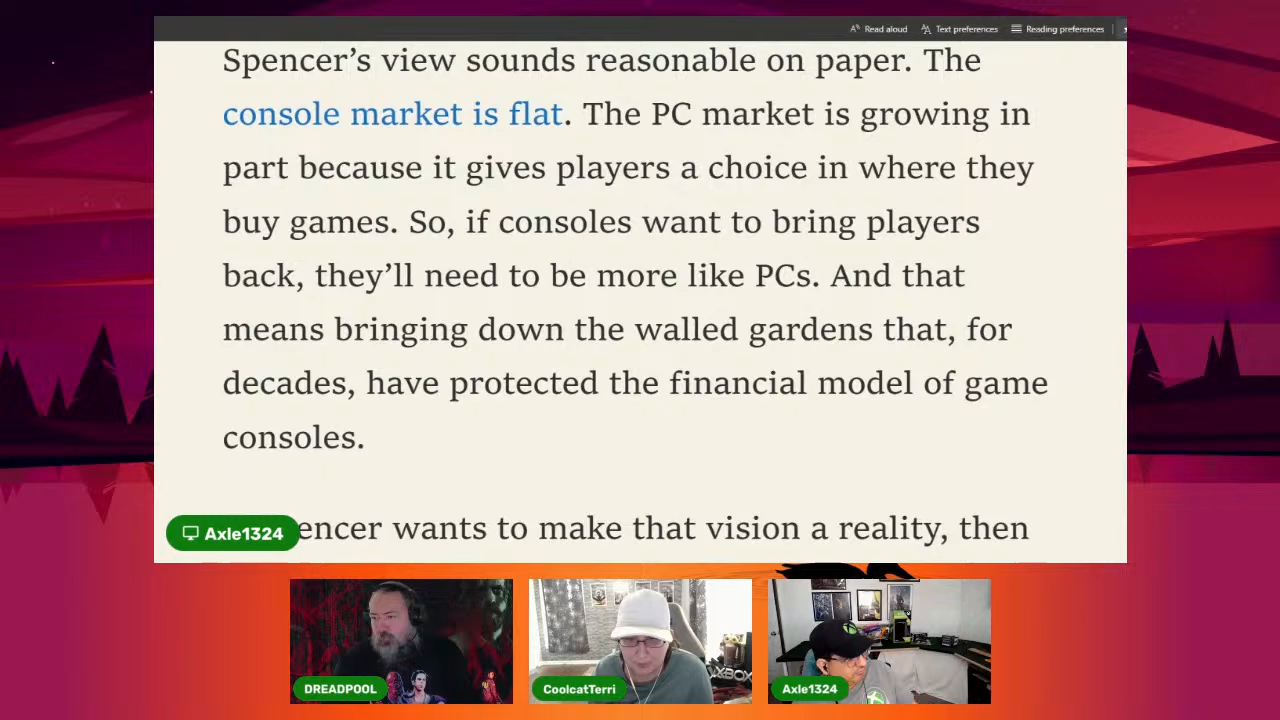 Read aloud Text preferences Reading preferences
Spencer’s view sounds reasonable on paper. The
console market is flat. The PC market is growing in
part because it gives players a choice in where they
buy games. So, if consoles want to bring players
back, they’ll need to be more like PCs. And that
means bringing down the walled gardens that, for
decades, have protected the financial model of game
consoles.
Axle1324
encer wants to make that vision a reality, then
DREADPOOL
CoolcatTerri
XBOX
Axle1324